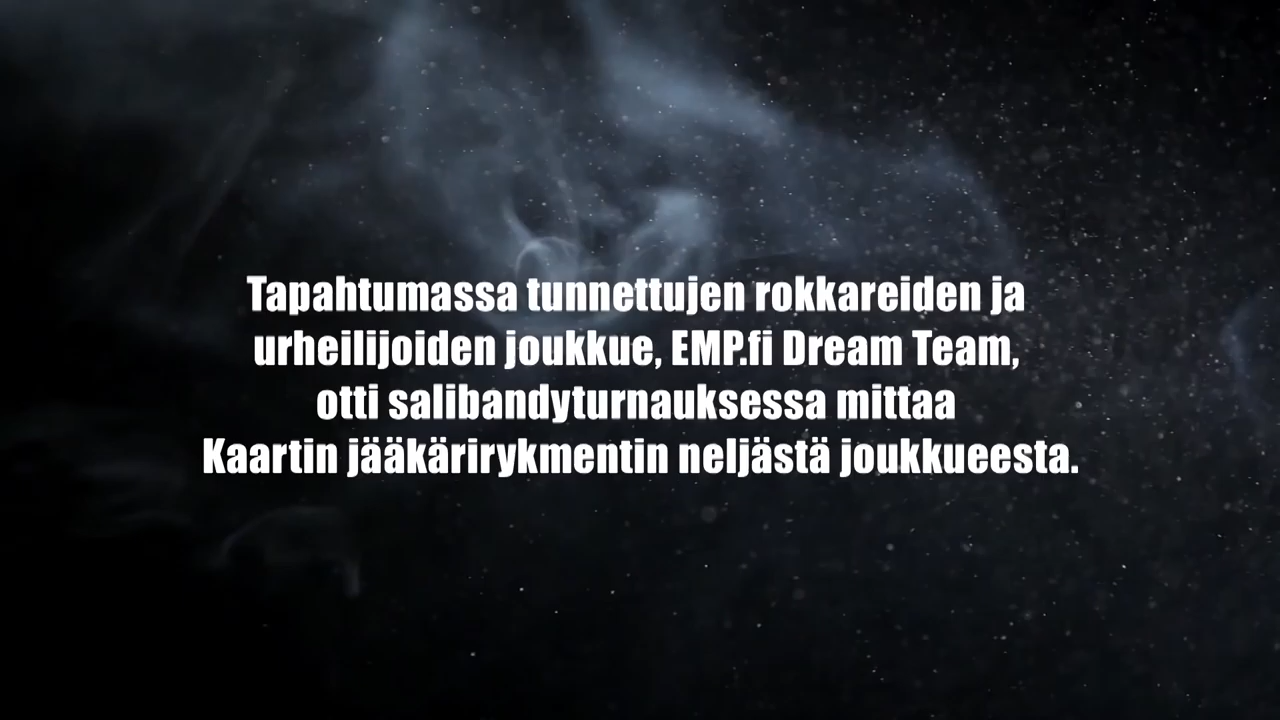 Tapahtumassa tunnettujen rokkareiden ja
urheilijoiden joukkue, EMP.fi Dream Team,
otti salibandyturnauksessa mittaa
Kaartin jääkärirykmentin neljästä joukkueesta.